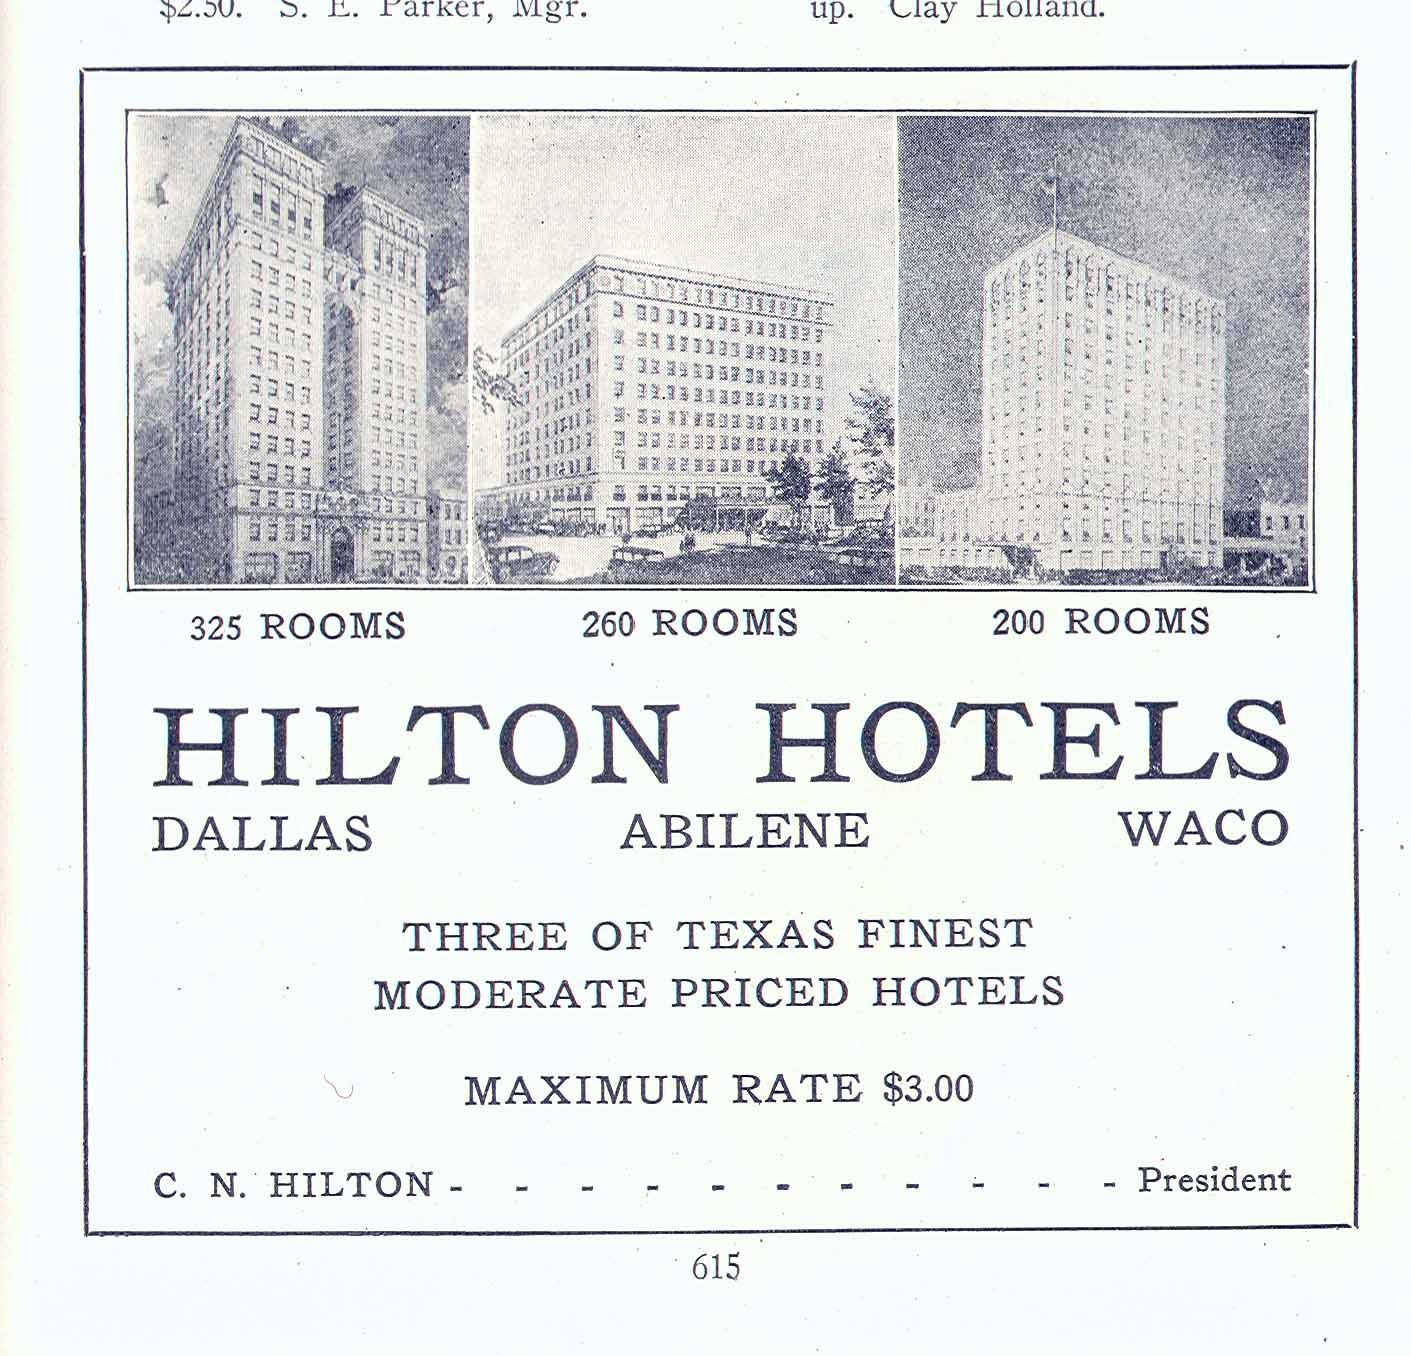 $2.50. S. E. Parker, Mgr.
up. Clay Holland.
325 ROOMS
260 ROOMS
200 ROOMS
HILTON HOTELS
DALLAS ABILENE WACO
THREE OF TEXAS FINEST
MODERATE PRICED HOTELS
MAXIMUM RATE $3.00
C. N. HILTON - - - - - - - - - - - President
615